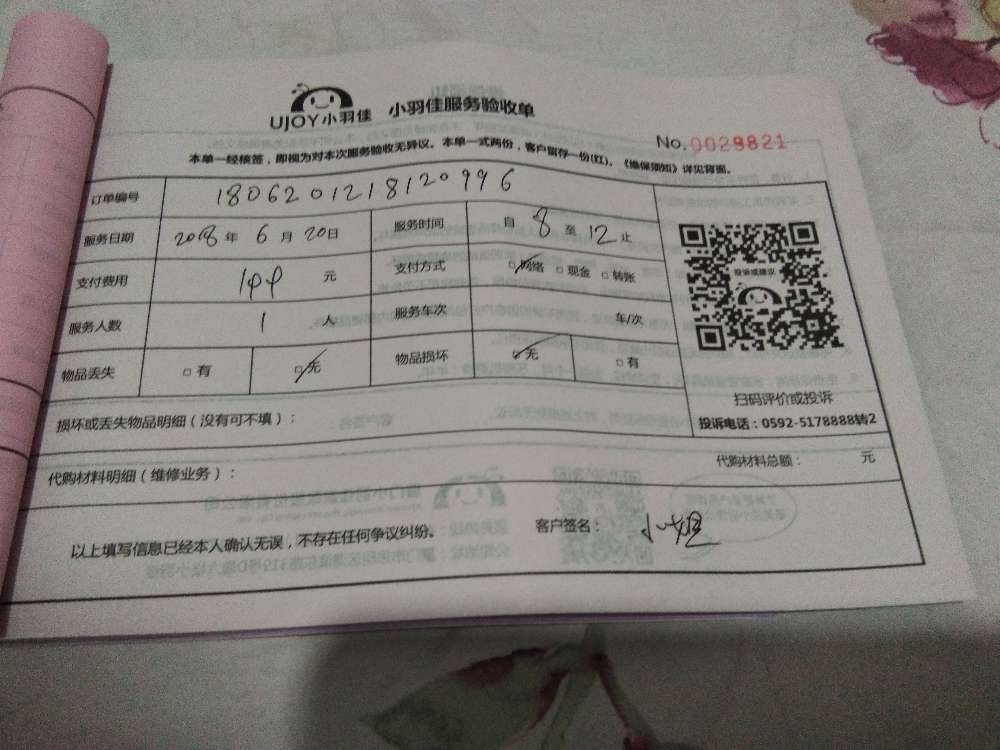 UJOY小羽佳 小羽佳服务验收单
No.0029821
本单一经核签，即视为对本次服务验收无异议。本单一式两份，客户留存一份(红)。《维保须知》详见背面。
订单编号 1806201218120996
服务日期 2018年6月20日 服务时间 自8至12止
支付费用 199元 支付方式 □网络 □现金 □转账
服务人数 1人 服务车次 车/次
物品丢失 □有 □无 物品损坏 □无 □有
投诉或建议
扫码评价或投诉
投诉电话：0592-5178888转2
损坏或丢失物品明细（没有可不填）：
代购材料明细（维修业务）： 代购材料总额： 元
以上填写信息已经本人确认无误，不存在任何争议纠纷。 客户签名：